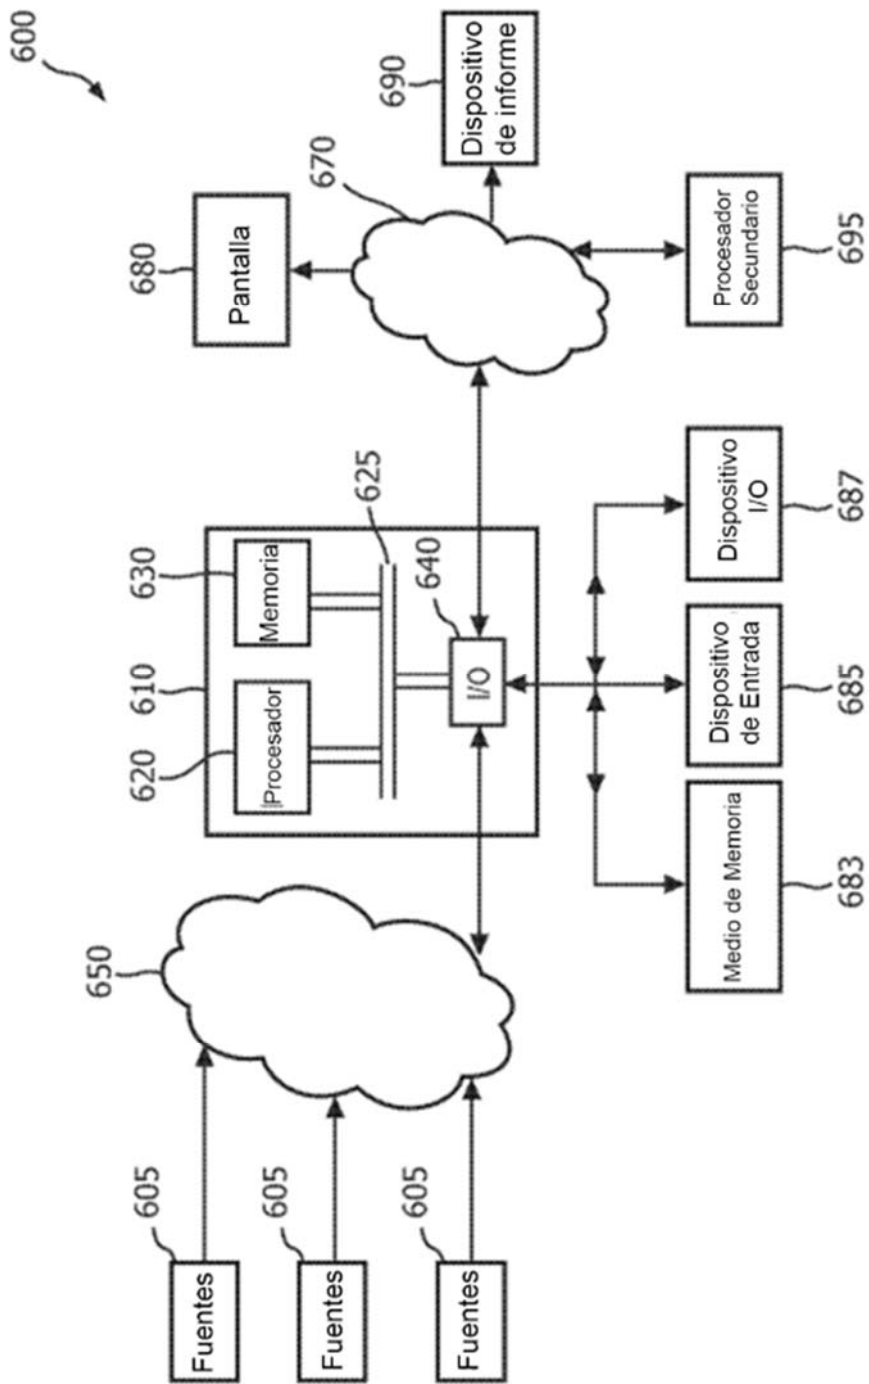 600
605
Fuentes
605
Fuentes
605
Fuentes
650
610
620
Procesador
630
Memoria
625
640
I/O
670
680
Pantalla
690
Dispositivo
de informe
Procesador
Secundario
695
Medio de Memoria
683
Dispositivo
de Entrada
685
Dispositivo
I/O
687